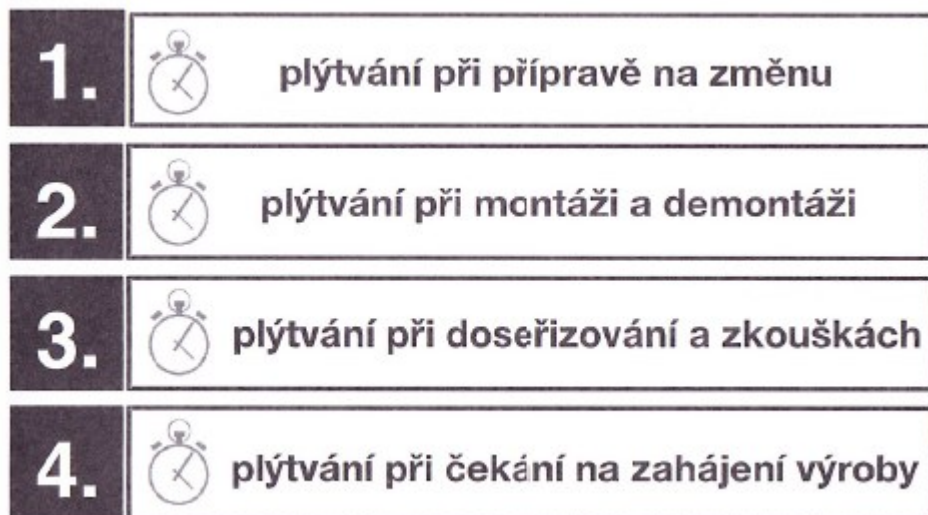 1. plýtvání při přípravě na změnu
2. plýtvání při montáži a demontáži
3. plýtvání při doseřizování a zkouškách
4. plýtvání při čekání na zahájení výroby